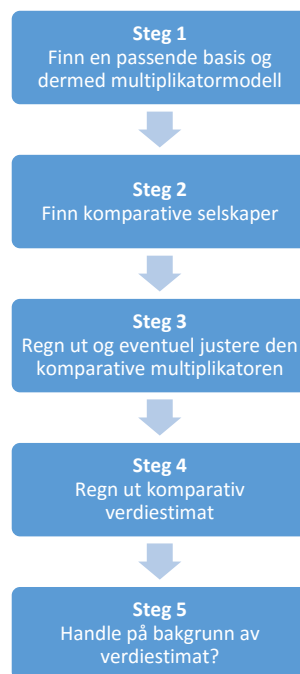 Steg 1
Finn en passende basis og
dermed multiplikatormodell
Steg 2
Finn komparative selskaper
Steg 3
Regn ut og eventuel justere den
komparative multiplikatoren
Steg 4
Regn ut komparativ
verdiestimat
Steg 5
Handle på bakgrunn av
verdiestimat?